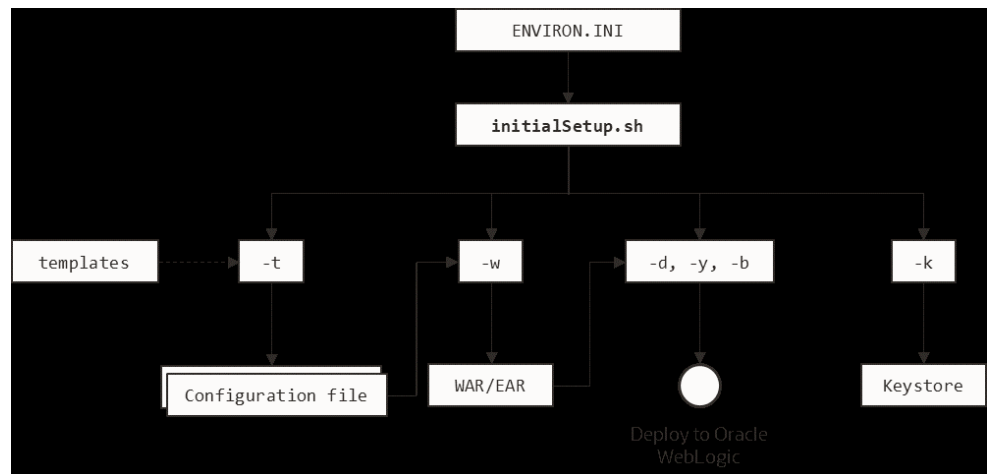 ENVIRON.INI
initialSetup.sh
templates
-t
-w
-d, -y, -b
-k
Configuration file
WAR/EAR
Keystore
Deploy to Oracle
WebLogic